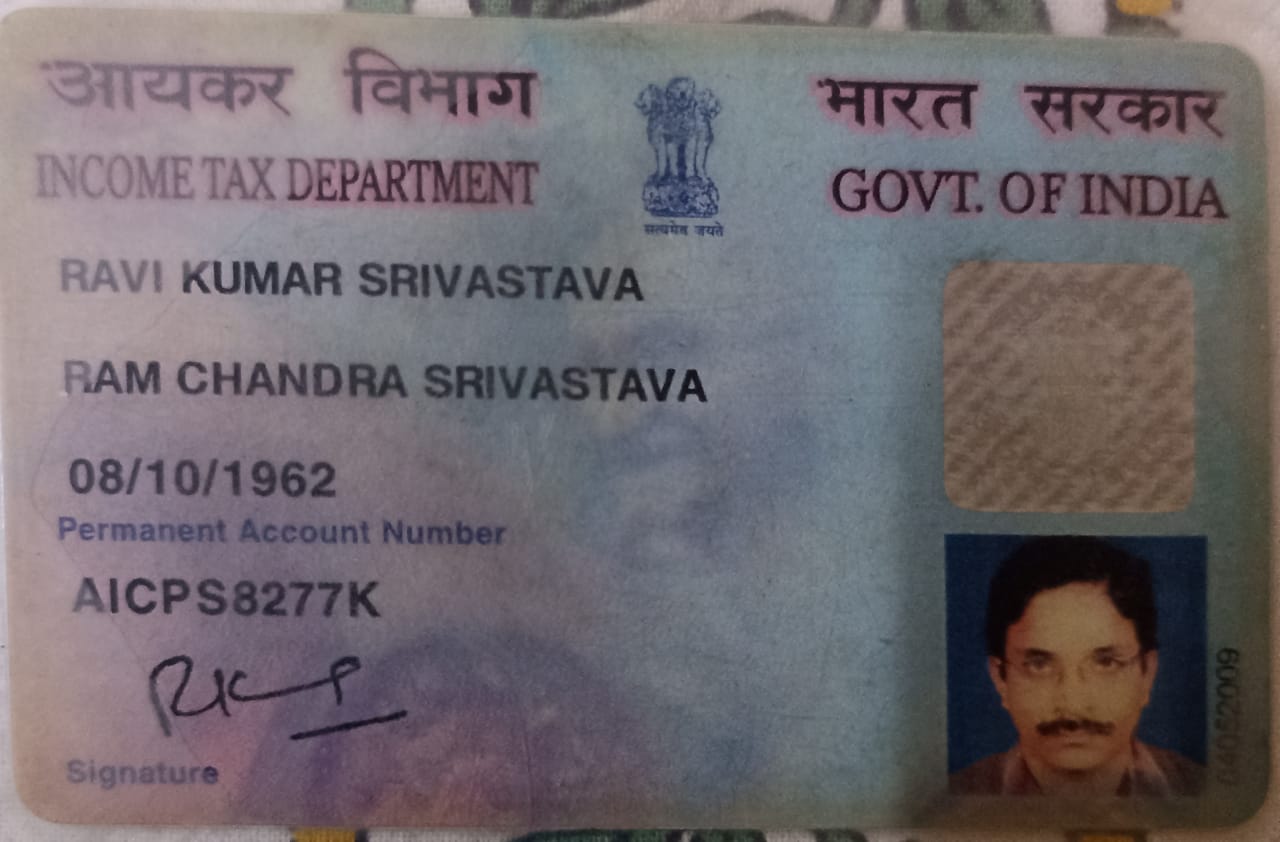 आयकर विभाग
INCOME TAX DEPARTMENT
सत्यमेव जयते
भारत सरकार
GOVT. OF INDIA
RAVI KUMAR SRIVASTAVA
RAM CHANDRA SRIVASTAVA
08/10/1962
Permanent Account Number
AICPS8277K
Signature